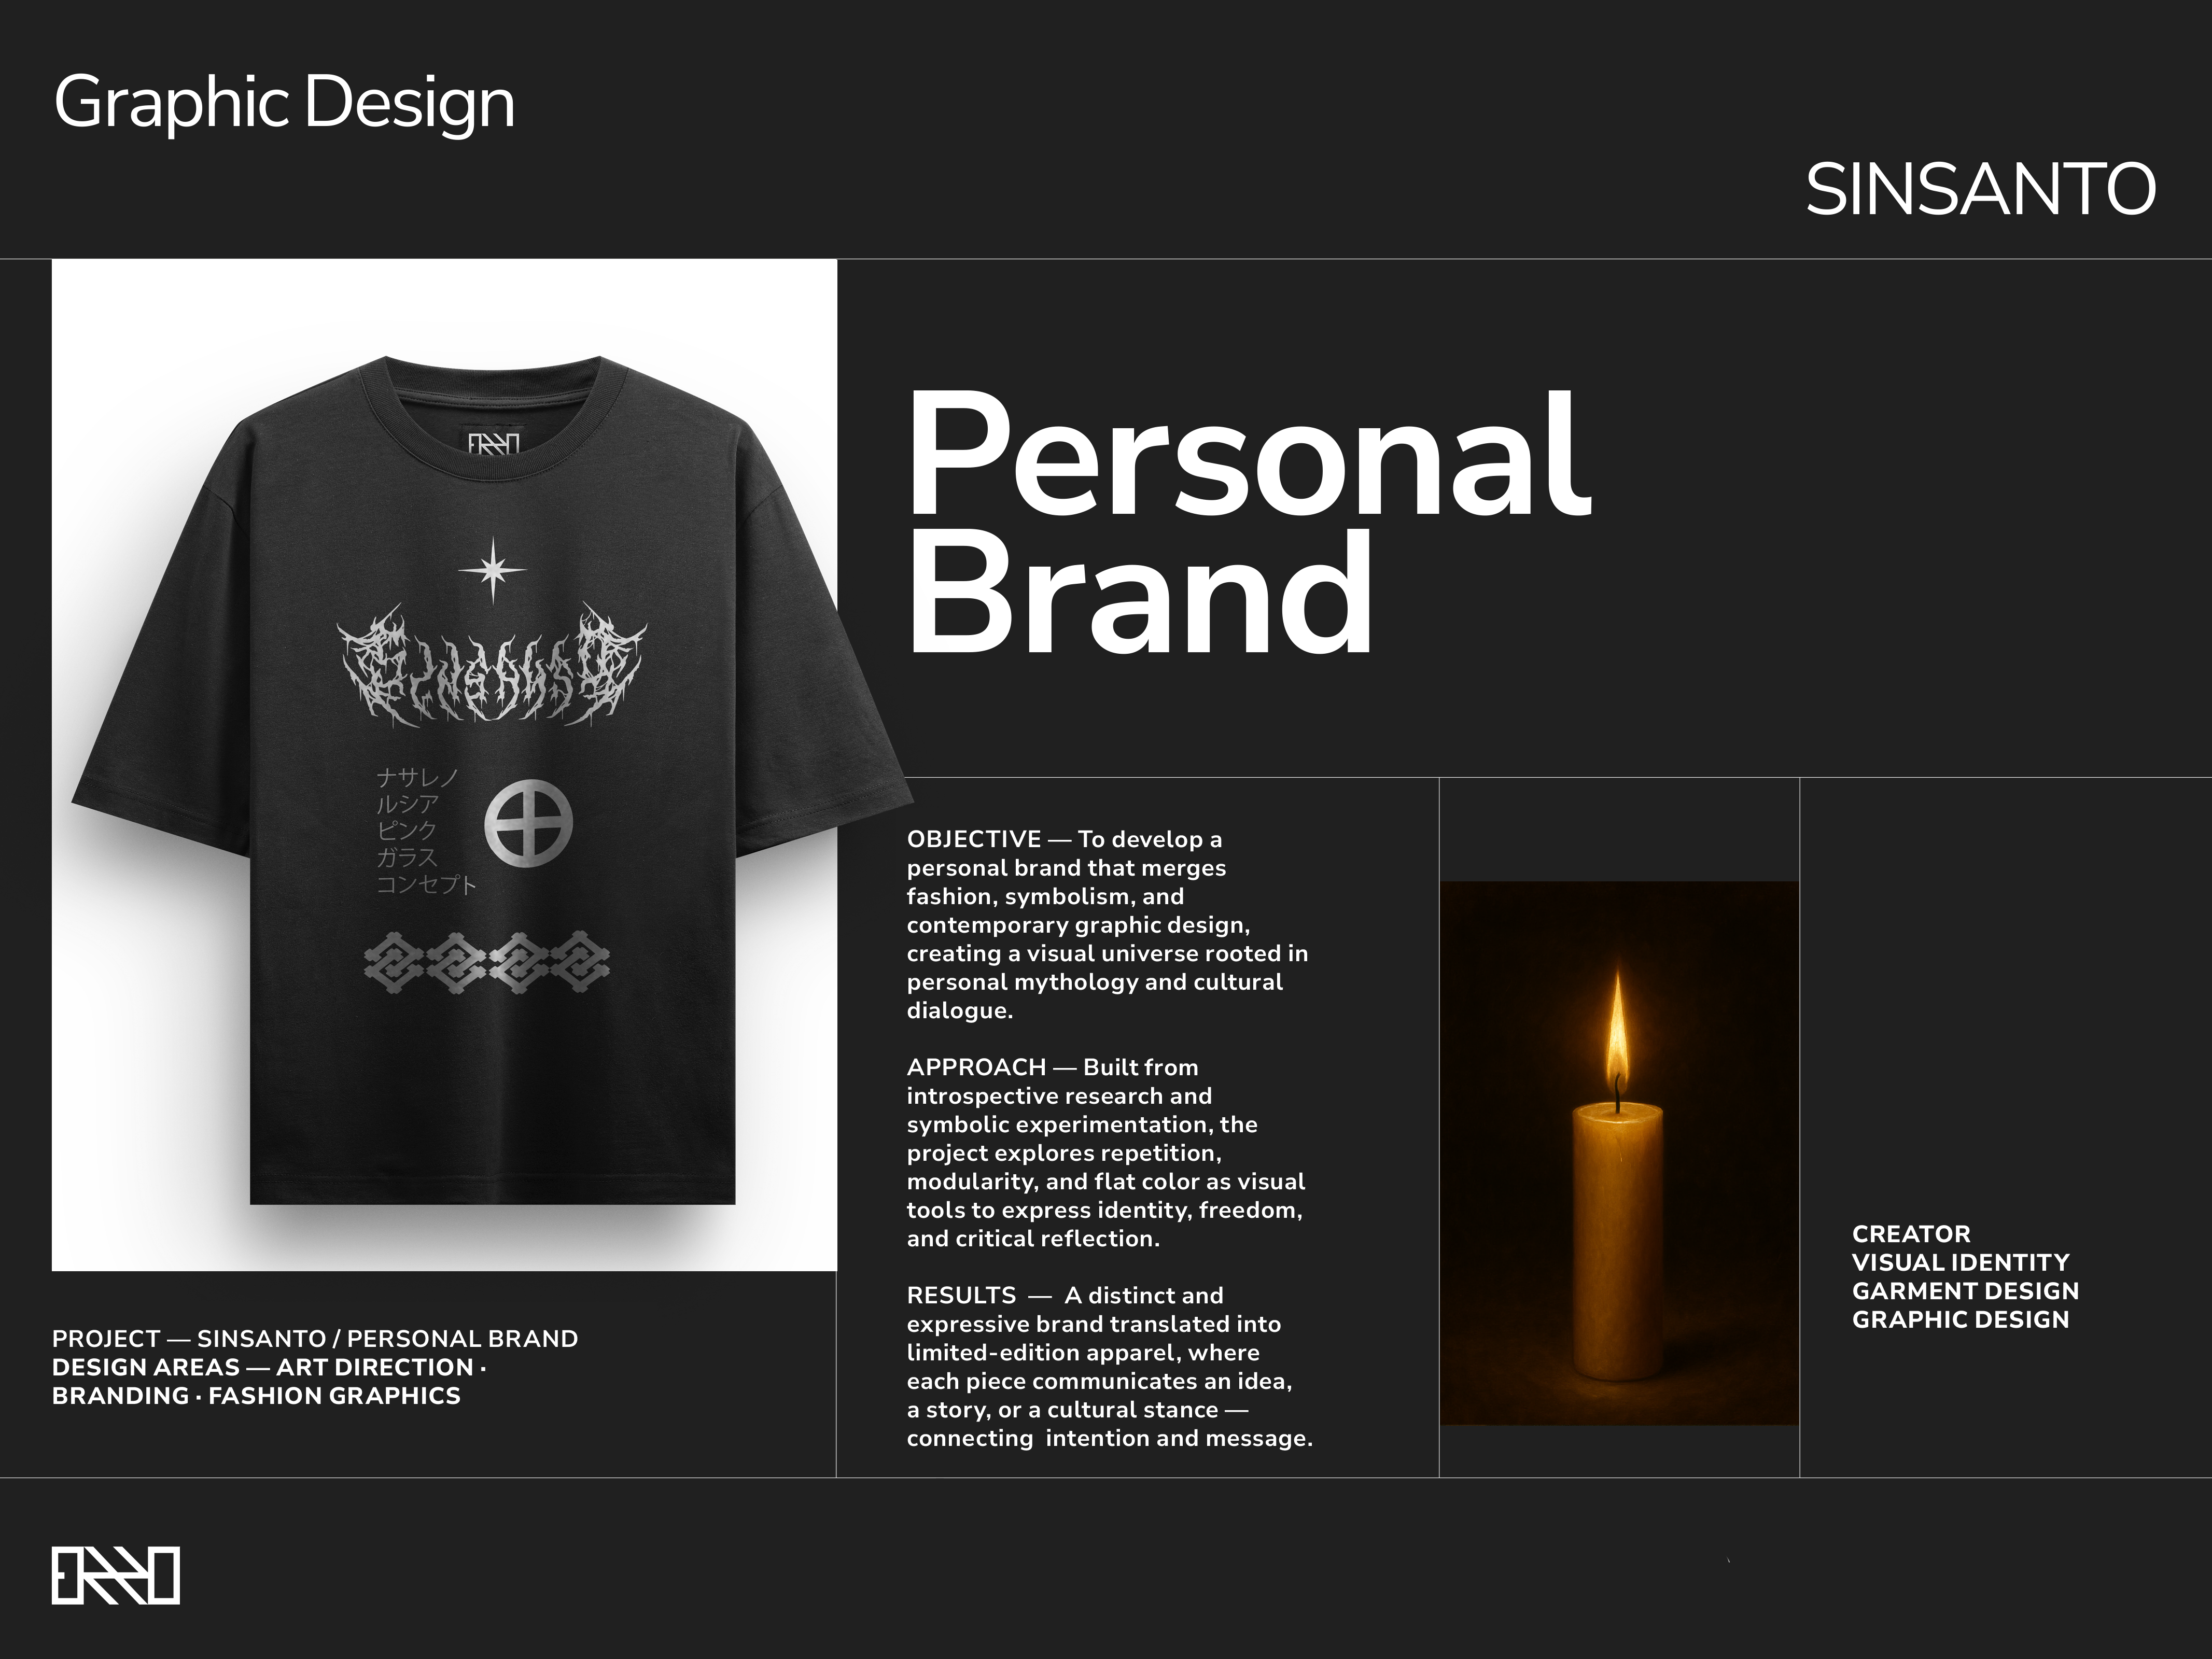 Graphic Design
SINSANTO
ナサレノ
ルシア
ピンク
ガラス
コンセプト
Personal
Brand
OBJECTIVE — To develop a
personal brand that merges
fashion, symbolism, and
contemporary graphic design,
creating a visual universe rooted in
personal mythology and cultural
dialogue.
APPROACH — Built from
introspective research and
symbolic experimentation, the
project explores repetition,
modularity, and flat color as visual
tools to express identity, freedom,
and critical reflection.
RESULTS — A distinct and
expressive brand translated into
limited-edition apparel, where
each piece communicates an idea,
a story, or a cultural stance —
connecting intention and message.
CREATOR
VISUAL IDENTITY
GARMENT DESIGN
GRAPHIC DESIGN
PROJECT — SINSANTO / PERSONAL BRAND
DESIGN AREAS — ART DIRECTION ·
BRANDING · FASHION GRAPHICS